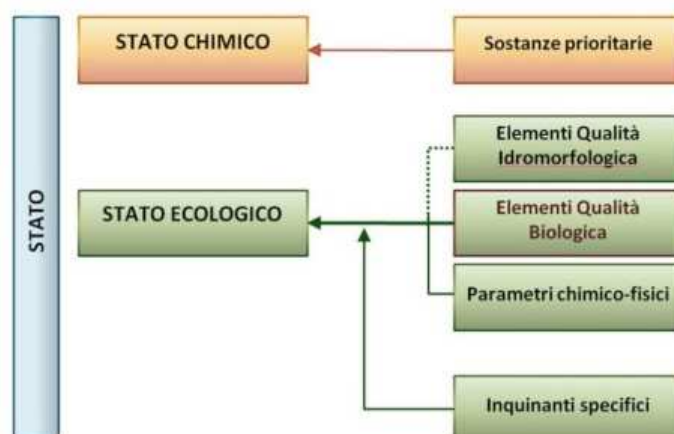 STATO
STATO CHIMICO
Sostanze prioritarie
STATO ECOLOGICO
Elementi Qualità
Idromorfologica
Elementi Qualità
Biologica
Parametri chimico-fisici
Inquinanti specifici